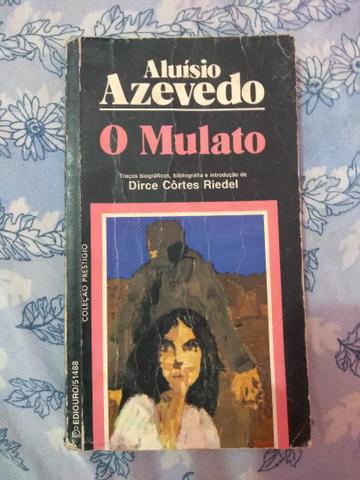 Aluísio
Azevedo
O Mulato
Traços biográficos, bibliografia e introdução de
Dirce Côrtes Riedel
COLEÇÃO PRESTÍGIO
EDIOURO/51488